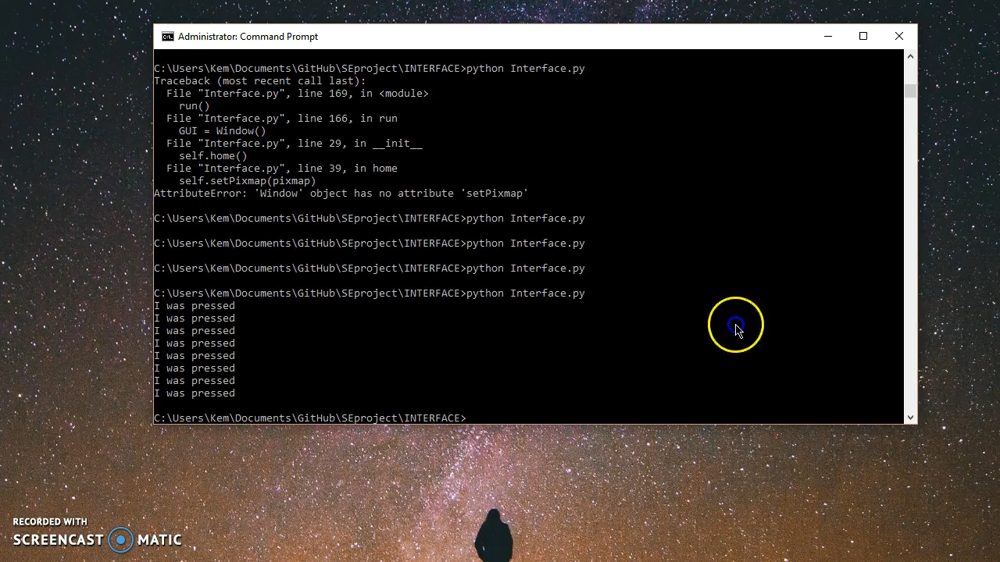 Administrator: Command Prompt
C:\Users\Kem\Documents\GitHub\SEproject\INTERFACE>python Interface.py
Traceback (most recent call last):
  File "Interface.py", line 169, in <module>
    run()
  File "Interface.py", line 166, in run
    GUI = Window()
  File "Interface.py", line 29, in __init__
    self.home()
  File "Interface.py", line 39, in home
    self.setPixmap(pixmap)
AttributeError: 'Window' object has no attribute 'setPixmap'
C:\Users\Kem\Documents\GitHub\SEproject\INTERFACE>python Interface.py
C:\Users\Kem\Documents\GitHub\SEproject\INTERFACE>python Interface.py
C:\Users\Kem\Documents\GitHub\SEproject\INTERFACE>python Interface.py
C:\Users\Kem\Documents\GitHub\SEproject\INTERFACE>python Interface.py
I was pressed
I was pressed
I was pressed
I was pressed
I was pressed
I was pressed
I was pressed
I was pressed
C:\Users\Kem\Documents\GitHub\SEproject\INTERFACE>
RECORDED WITH
SCREENCAST MATIC